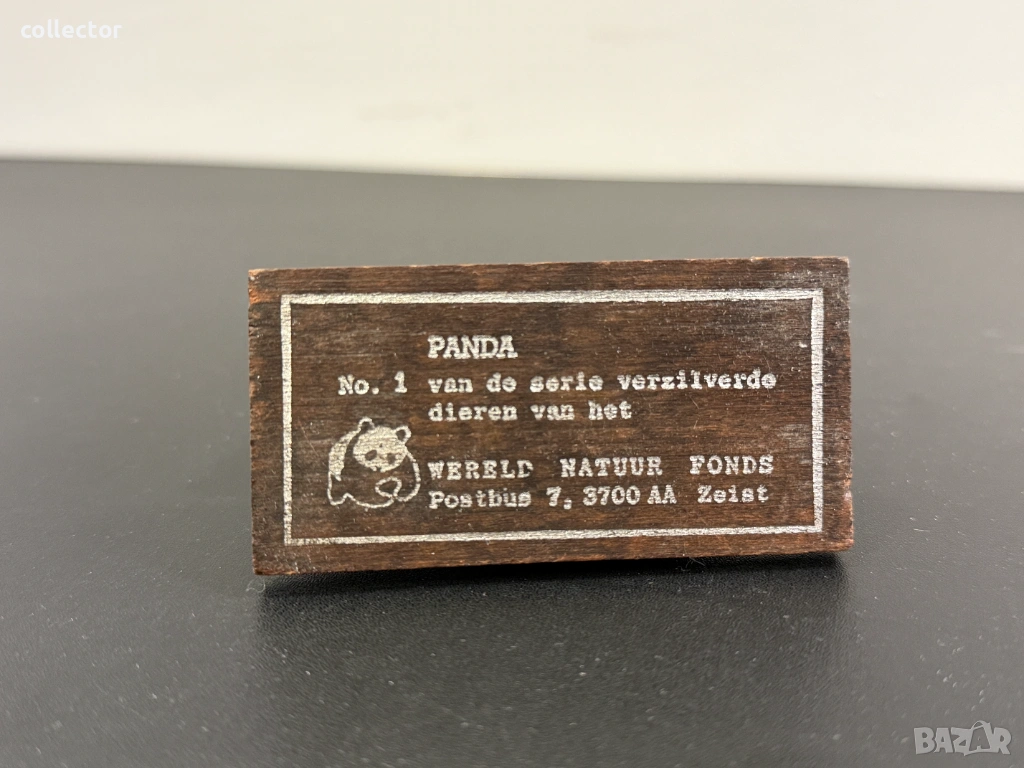 collector
PANDA
No. 1 van de serie verzilverde
dieren van het
WERELD NATUUR FONDS
Postbus 7, 3700 AA Zeist
BAZAR